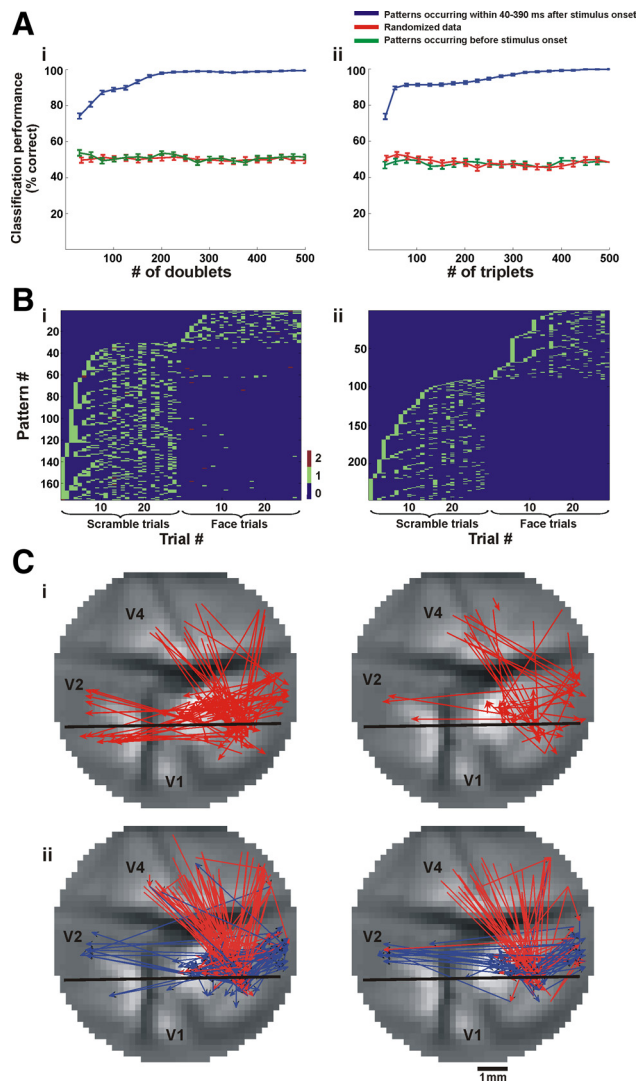 Patterns occurring within 40-390 ms after stimulus onset
Randomized data
Patterns occurring before stimulus onset
A
i
ii
Classification performance
(% correct)
100
80
60
40
20
100
80
60
40
20
100 200 300 400 500
100 200 300 400 500
# of doublets
# of triplets
B
i
ii
Pattern #
20
40
60
80
100
120
140
160
50
100
150
200
2
1
0
10 20 10 20
Scramble trials Face trials
Trial #
10 20 10 20
Scramble trials Face trials
Trial #
C
i
V4
V2
V1
V4
V2
V1
ii
V4
V2
V1
V4
V2
V1
1mm